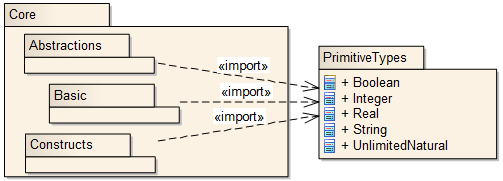 Core
Abstractions
«import»
PrimitiveTypes
+ Boolean
Basic
«import»
+ Integer
«import»
+ Real
+ String
Constructs
+ UnlimitedNatural